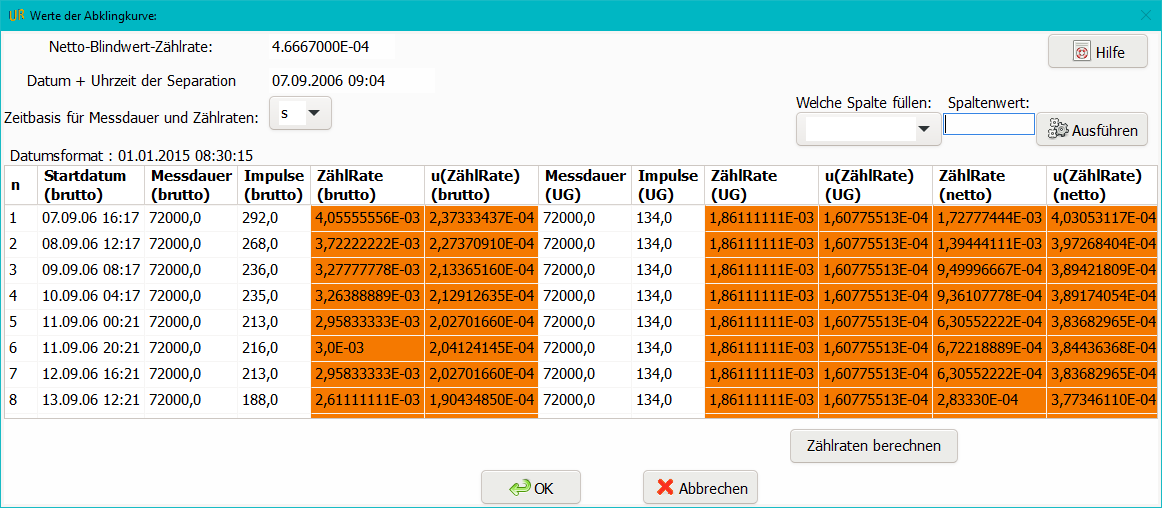 UR Werte der Abklingkurve:
Netto-Blindwert-Zählrate: 4.6667000E-04
Hilfe
Datum + Uhrzeit der Separation 07.09.2006 09:04
Welche Spalte füllen: Spaltenwert:
Zeitbasis für Messdauer und Zählraten: s
Ausführen
Datumsformat : 01.01.2015 08:30:15
n Startdatum (brutto) Messdauer (brutto) Impulse (brutto) ZählRate (brutto) u(ZählRate) (brutto) Messdauer (UG) Impulse (UG) ZählRate (UG) u(ZählRate) (UG) ZählRate (netto) u(ZählRate) (netto)
1 07.09.06 16:17 72000,0 292,0 4,05555556E-03 2,37333437E-04 72000,0 134,0 1,86111111E-03 1,60775513E-04 1,72777444E-03 4,03053117E-04
2 08.09.06 12:17 72000,0 268,0 3,72222222E-03 2,27370910E-04 72000,0 134,0 1,86111111E-03 1,60775513E-04 1,39444111E-03 3,97268404E-04
3 09.09.06 08:17 72000,0 236,0 3,27777778E-03 2,13365160E-04 72000,0 134,0 1,86111111E-03 1,60775513E-04 9,49996667E-04 3,89421809E-04
4 10.09.06 04:17 72000,0 235,0 3,26388889E-03 2,12912635E-04 72000,0 134,0 1,86111111E-03 1,60775513E-04 9,36107778E-04 3,89174054E-04
5 11.09.06 00:21 72000,0 213,0 2,95833333E-03 2,02701660E-04 72000,0 134,0 1,86111111E-03 1,60775513E-04 6,30552222E-04 3,83682965E-04
6 11.09.06 20:21 72000,0 216,0 3,0E-03 2,04124145E-04 72000,0 134,0 1,86111111E-03 1,60775513E-04 6,72218889E-04 3,84436368E-04
7 12.09.06 16:21 72000,0 213,0 2,95833333E-03 2,02701660E-04 72000,0 134,0 1,86111111E-03 1,60775513E-04 6,30552222E-04 3,83682965E-04
8 13.09.06 12:21 72000,0 188,0 2,61111111E-03 1,90434850E-04 72000,0 134,0 1,86111111E-03 1,60775513E-04 2,83330E-04 3,77346110E-04
Zählraten berechnen
OK Abbrechen